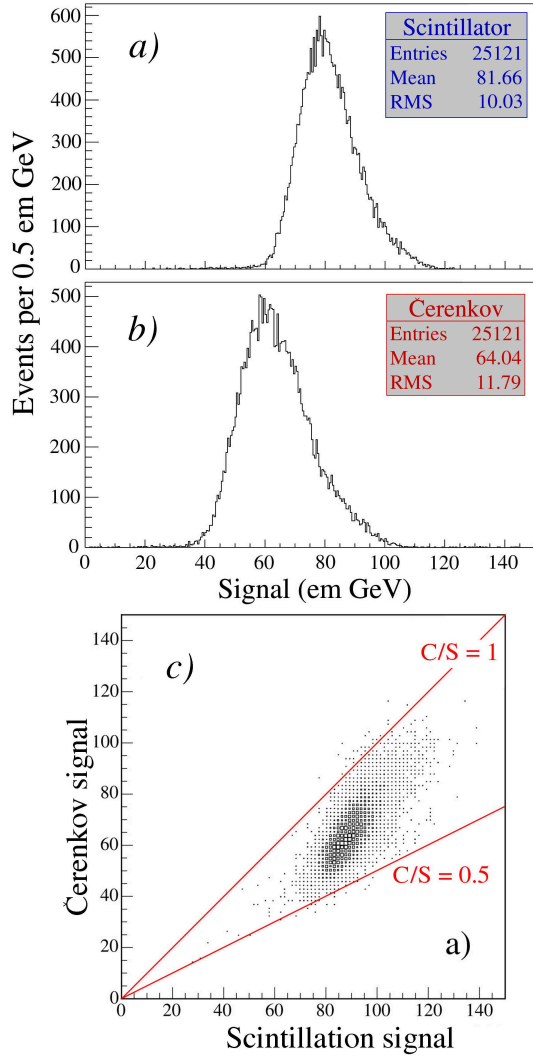 a)
Scintillator
Entries 25121
Mean 81.66
RMS 10.03
600
500
400
300
200
100
0
Events per 0.5 em GeV
b)
Čerenkov
Entries 25121
Mean 64.04
RMS 11.79
500
400
300
200
100
0
0 20 40 60 80 100 120 140
Signal (em GeV)
c)
C/S = 1
140
120
100
80
60
40
20
0
Čerenkov signal
C/S = 0.5
a)
0 20 40 60 80 100 120 140
Scintillation signal